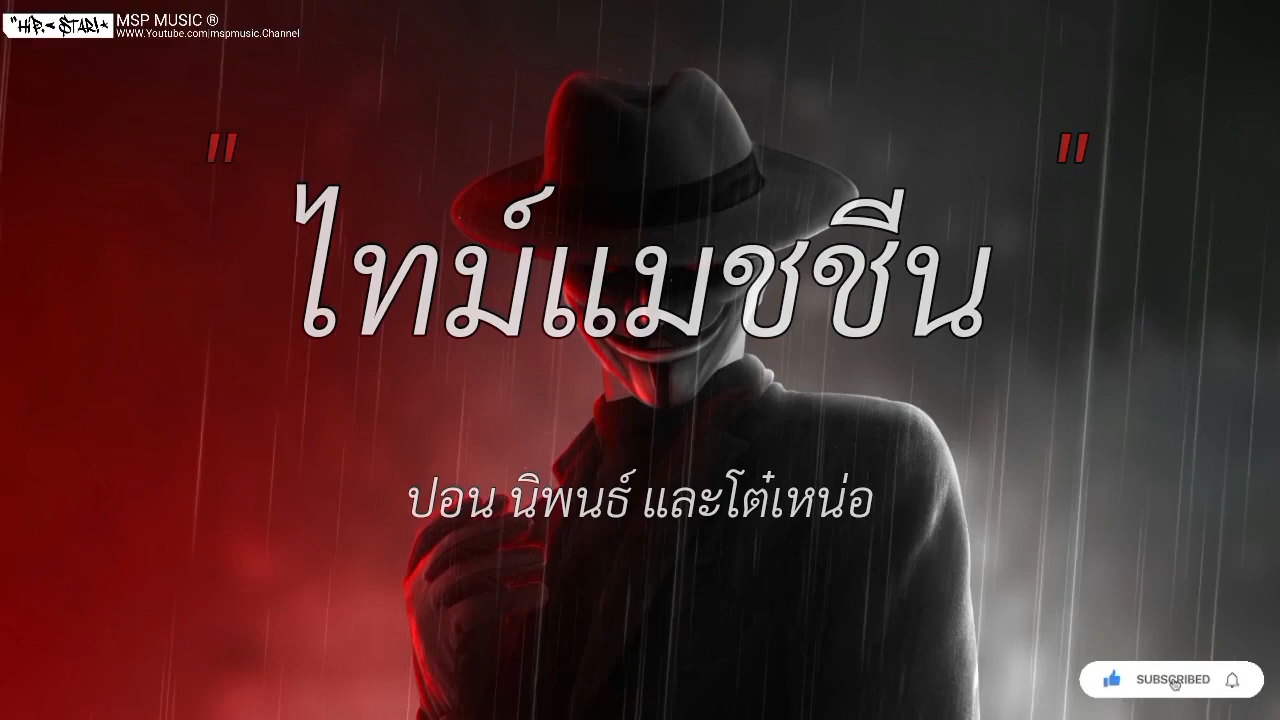 "HIP. < STAR!*
MSP MUSIC ®
WWW.Youtube.com|mspmusic.Channel
" ไทม์แมชชีน "
ปอน นิพนธ์ และโต๋เหน่อ
SUBSCRIBED